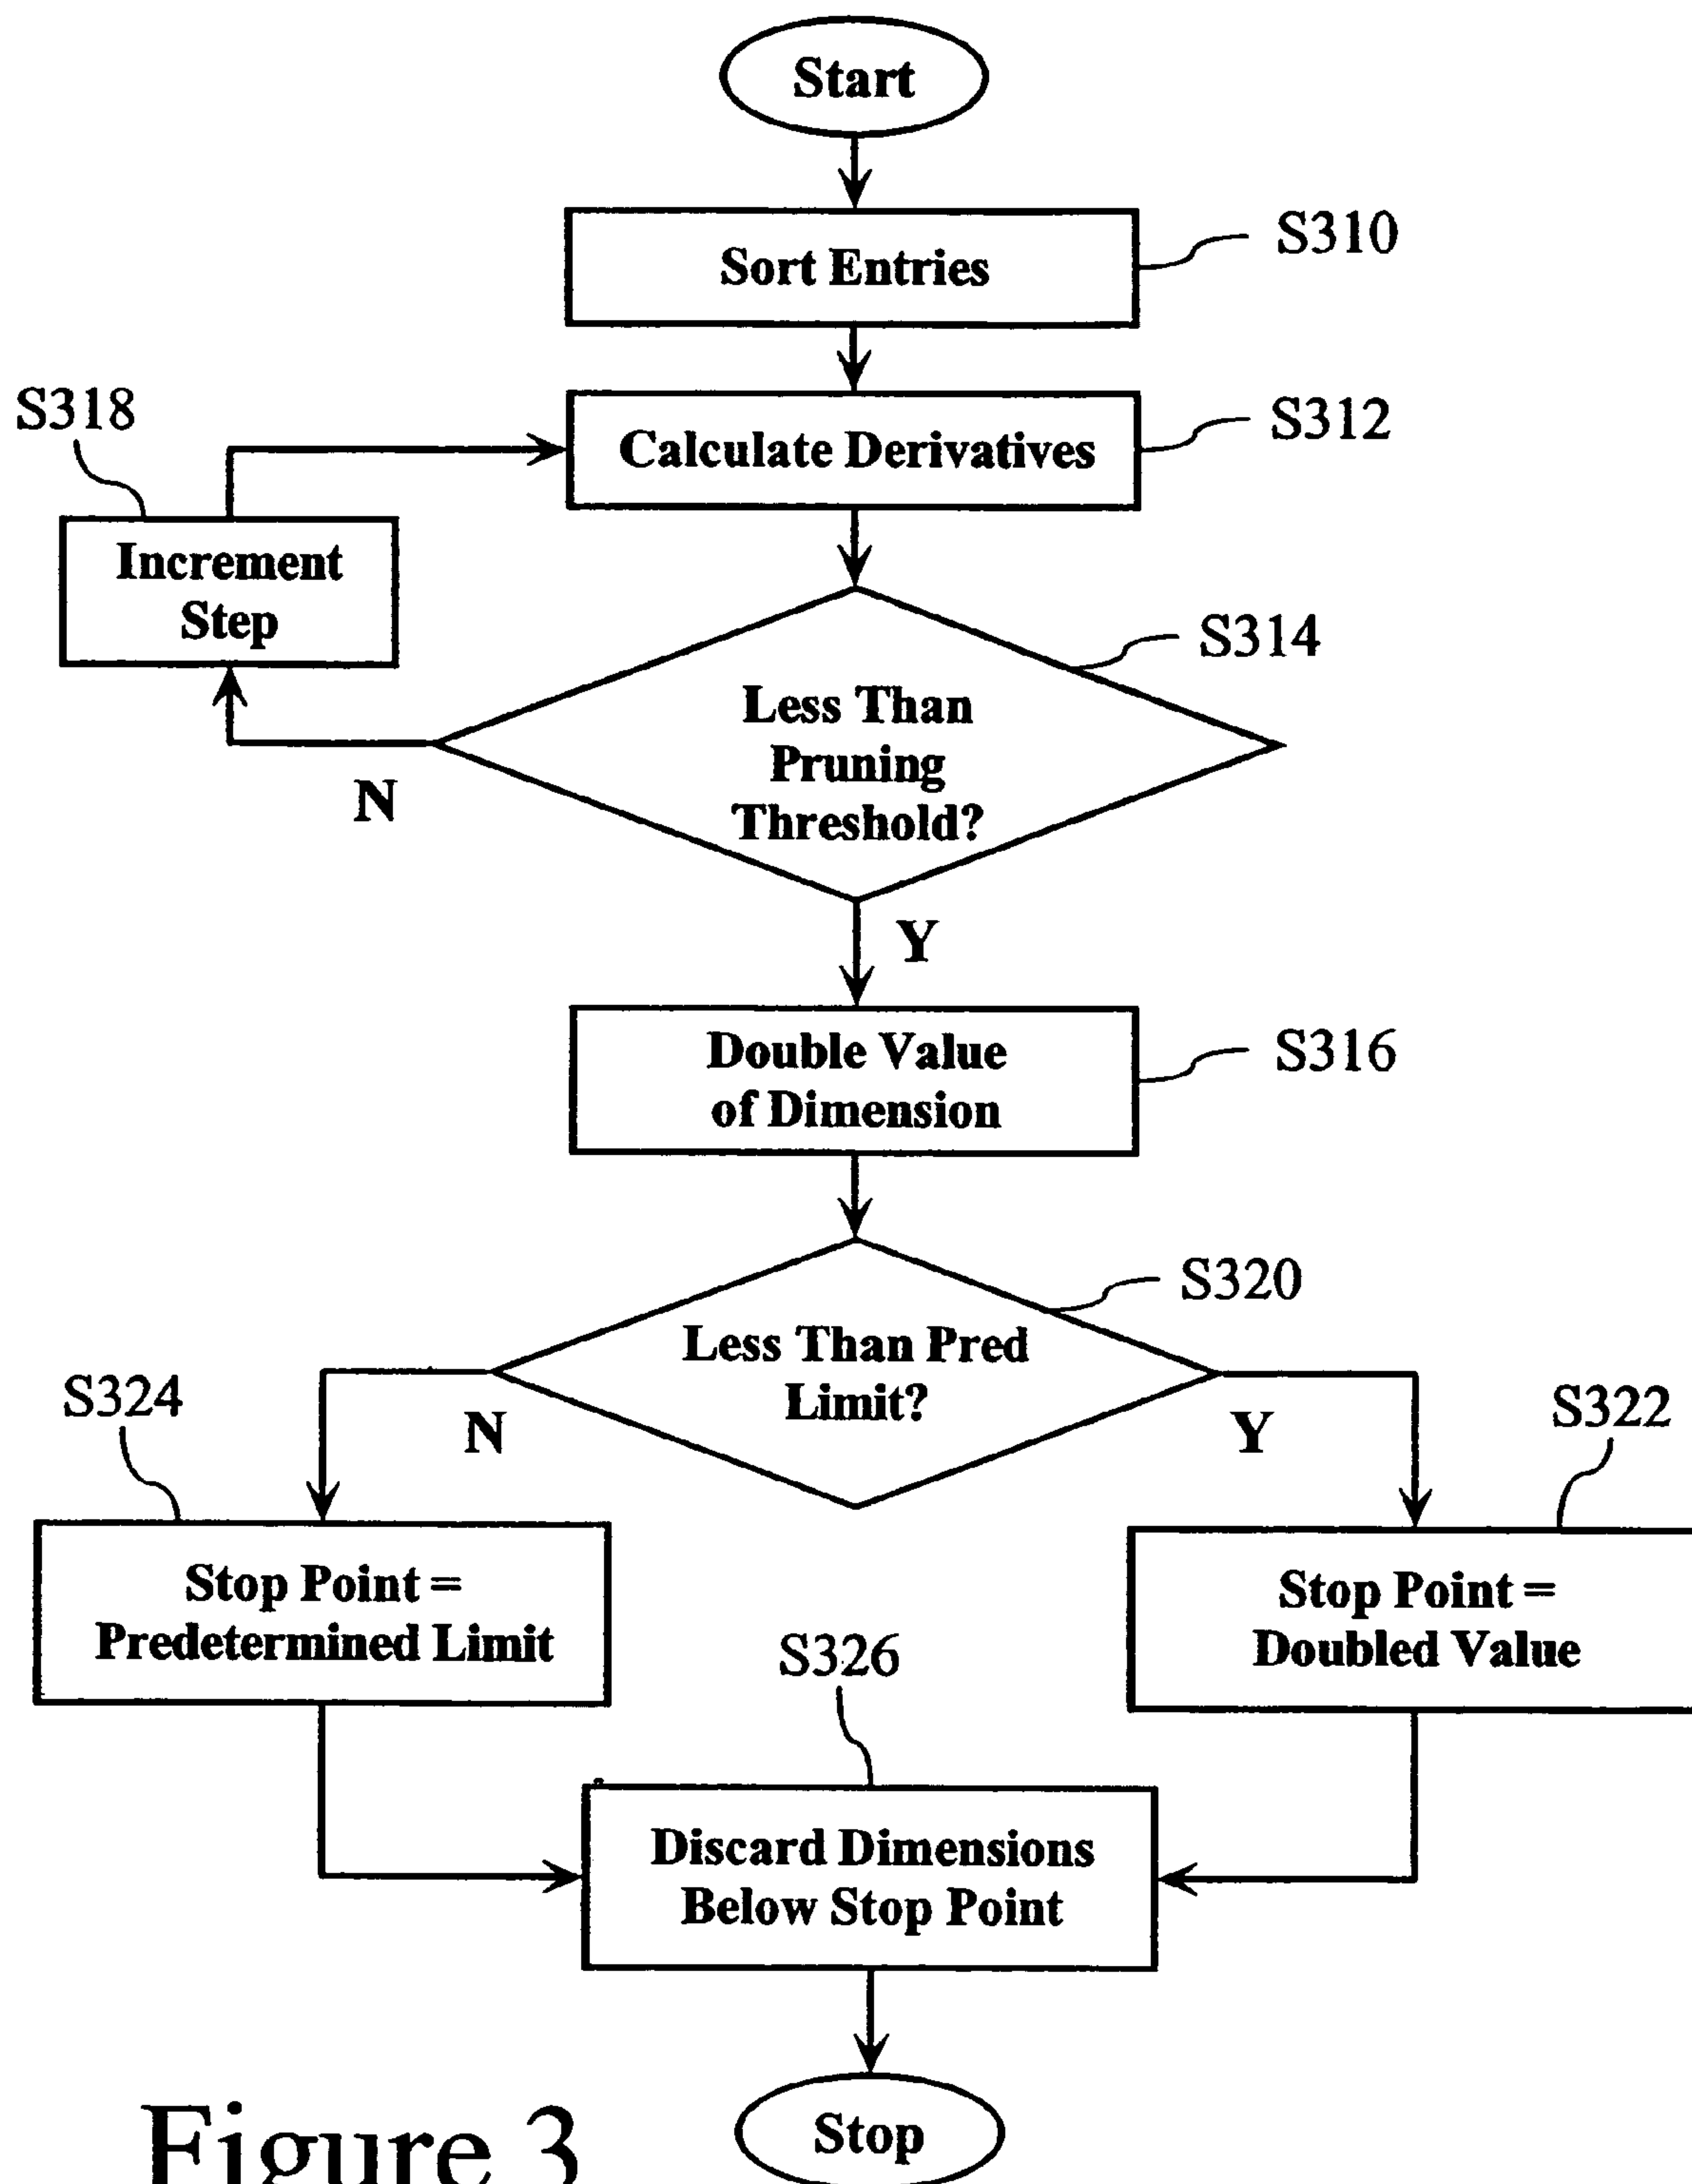 Start
Sort Entries
S310
Calculate Derivatives
S312
S318
Increment
Step
Less Than
Pruning
Threshold?
S314
N
Y
Double Value
of Dimension
S316
Less Than Pred
Limit?
S320
N
Y
S324
Stop Point =
Predetermined Limit
S322
Stop Point =
Doubled Value
S326
Discard Dimensions
Below Stop Point
Stop
Figure 3